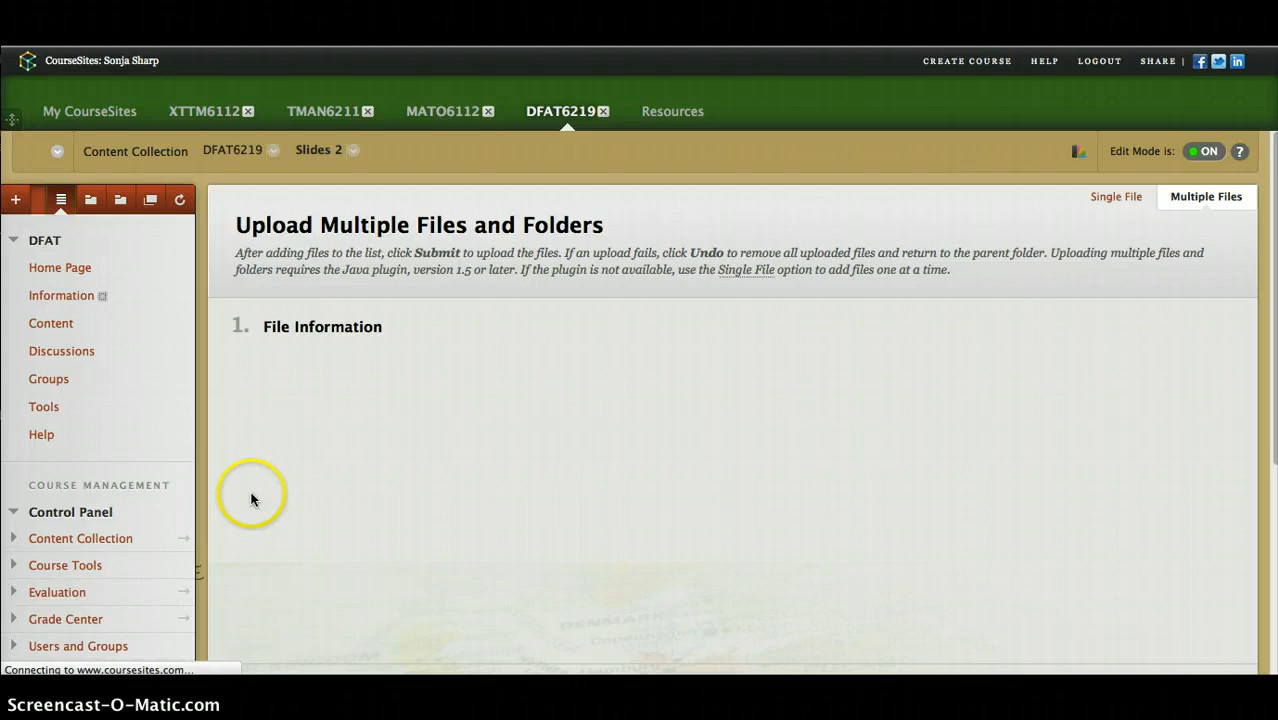 CourseSites: Sonja Sharp
CREATE COURSE HELP LOGOUT SHARE |
My CourseSites XTTM6112 TMAN6211 MATO6112 DFAT6219 Resources
Content Collection DFAT6219 Slides 2 Edit Mode is: ON ?
Single File Multiple Files
Upload Multiple Files and Folders
After adding files to the list, click Submit to upload the files. If an upload fails, click Undo to remove all uploaded files and return to the parent folder. Uploading multiple files and
folders requires the Java plugin, version 1.5 or later. If the plugin is not available, use the Single File option to add files one at a time.
1. File Information
DFAT
Home Page
Information
Content
Discussions
Groups
Tools
Help
COURSE MANAGEMENT
Control Panel
Content Collection
Course Tools
Evaluation
Grade Center
Users and Groups
DENMARK
Connecting to www.coursesites.com...
Screencast-O-Matic.com